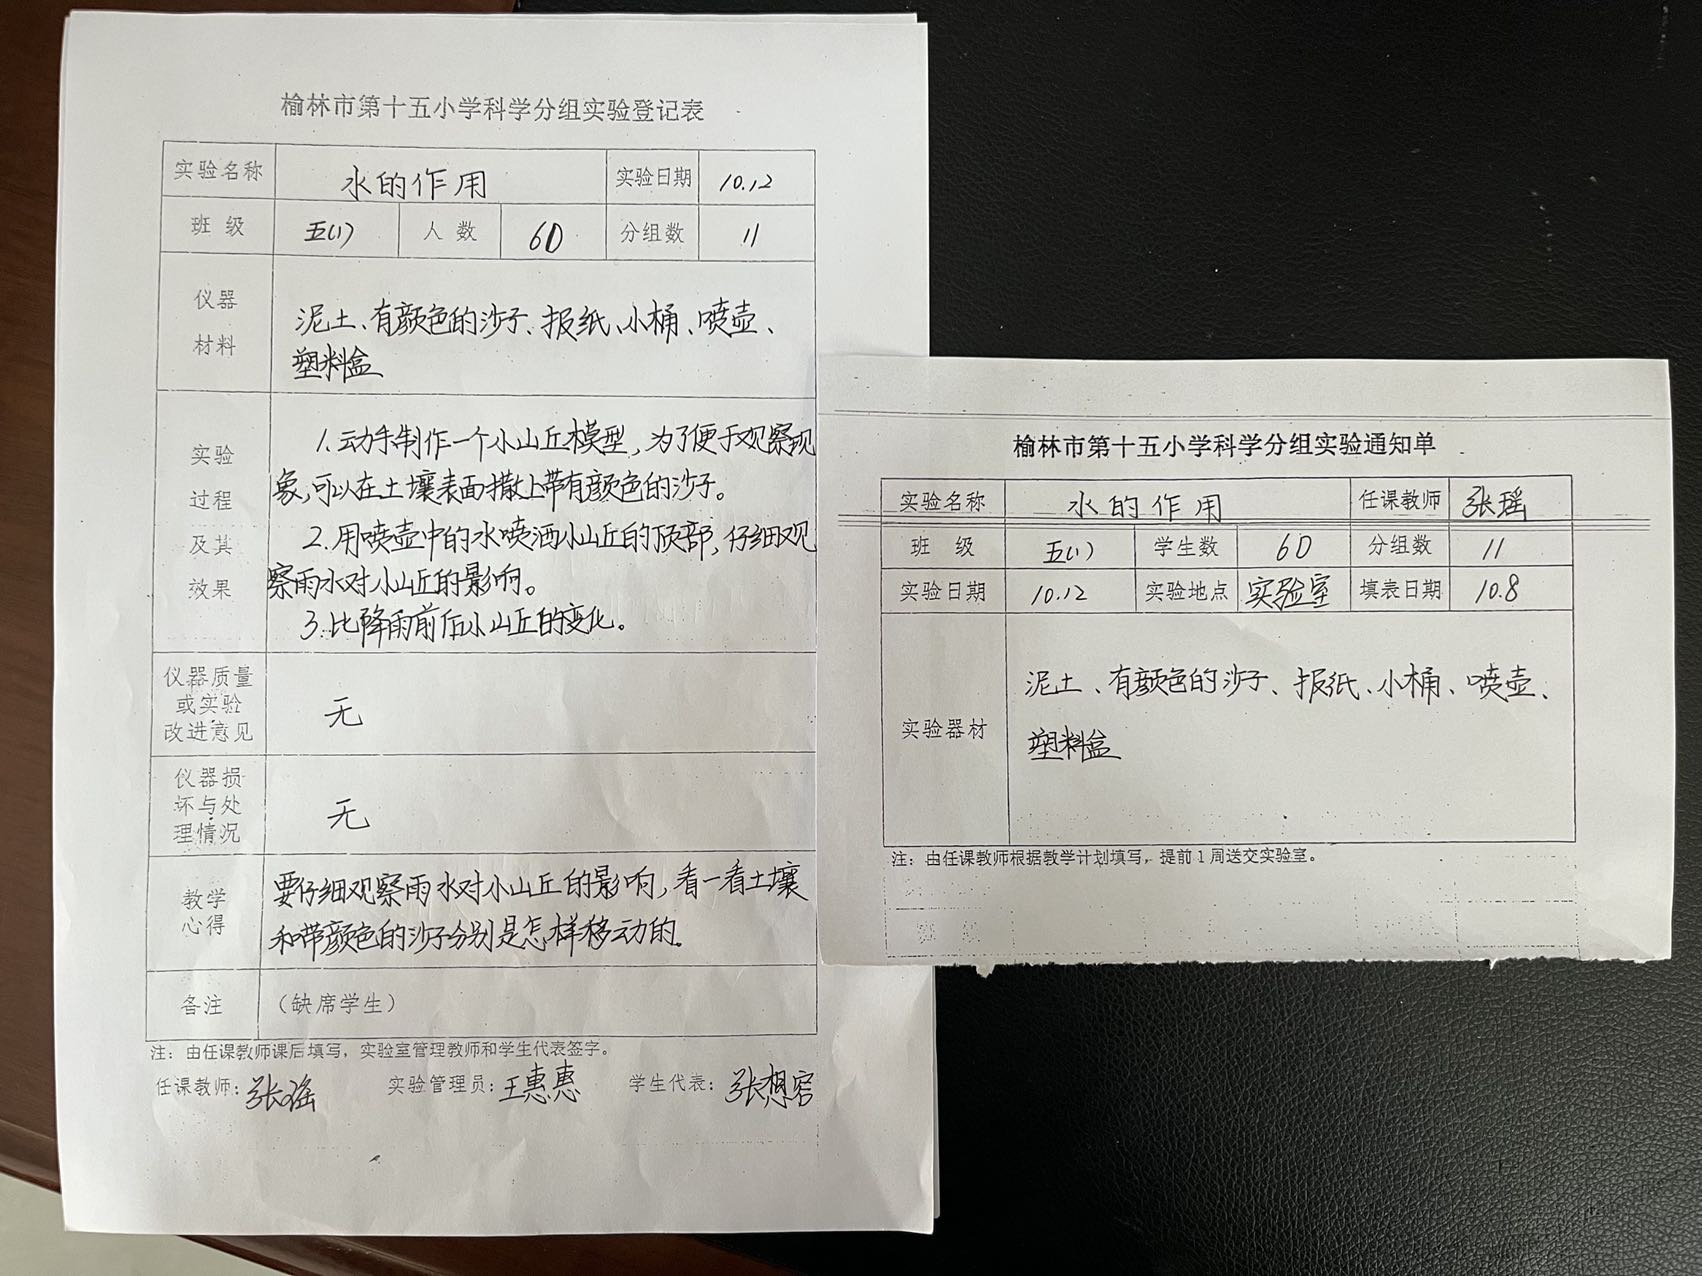 榆林市第十五小学科学分组实验登记表
实验名称 水的作用 实验日期 10.12
班 级 五(1) 人 数 60 分组数 11
仪器
材料
泥土、有颜色的沙子、报纸、小桶、喷壶、
塑料盒
实验
过程
及其
效果
1.动手制作一个小山丘模型,为了便于观察现
象,可以在土壤表面撒上带有颜色的沙子。
2.用喷壶中的水喷洒小山丘的顶部,仔细观
察雨水对小山丘的影响。
3.比降雨前后小山丘的变化。
仪器质量
或实验
改进意见
无
仪器损
坏与处
理情况
无
教学
心得
要仔细观察雨水对小山丘的影响,看一看土壤
和带颜色的沙子分别是怎样移动的。
备注 (缺席学生)
注:由任课教师课后填写,实验室管理教师和学生代表签字。
任课教师:张瑶 实验管理员:王惠惠 学生代表:张想容
榆林市第十五小学科学分组实验通知单
实验名称 水的作用 任课教师 张瑶
班 级 五(1) 学生数 60 分组数 11
实验日期 10.12 实验地点 实验室 填表日期 10.8
实验器材
泥土、有颜色的沙子、报纸、小桶、喷壶、
塑料盒
注:由任课教师根据教学计划填写,提前1周送交实验室。
班 级